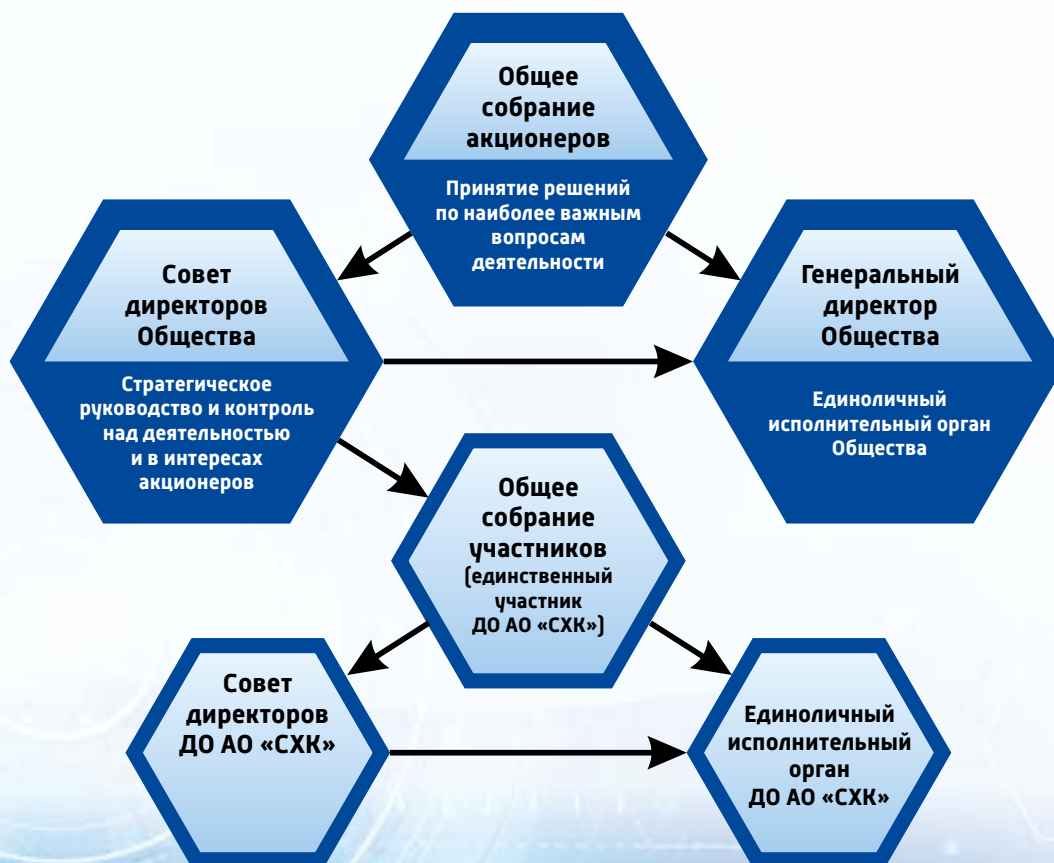 Общее
собрание
акционеров
Принятие решений
по наиболее важным
вопросам
деятельности
Совет
директоров
Общества
Стратегическое
руководство и контроль
над деятельностью
и в интересах
акционеров
Генеральный
директор
Общества
Единоличный
исполнительный орган
Общества
Общее
собрание
участников
(единственный
участник
ДО АО «СХК»)
Совет
директоров
ДО АО «СХК»
Единоличный
исполнительный
орган
ДО АО «СХК»